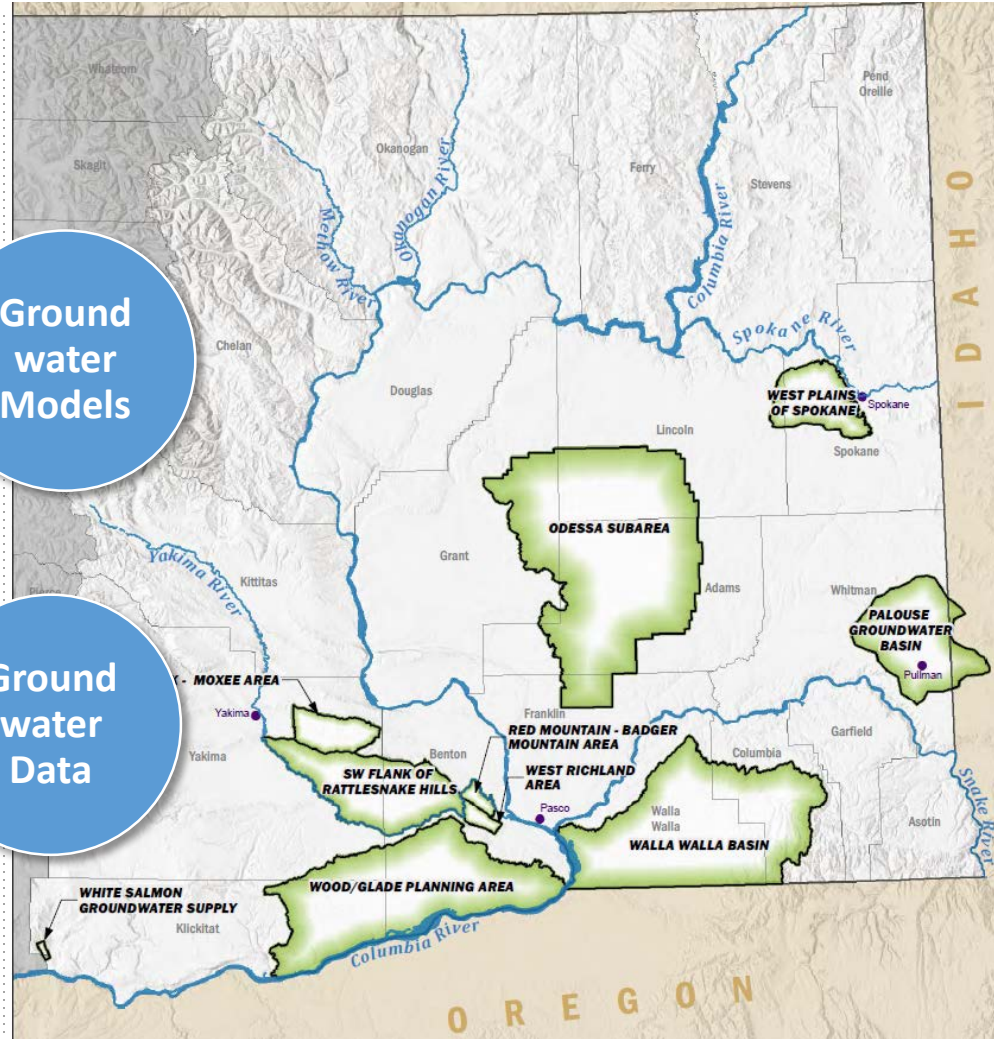 Whatcom
Pend
Oreille
Okanogan
Skagit
Ferry
Stevens
Okanogan River
Methow River
Columbia River
IDAHO
Ground
water
Models
Chelan
Spokane River
Douglas
WEST PLAINS
OF SPOKANE
Spokane
Lincoln
Spokane
ODESSA SUBAREA
Grant
Yakima River
Kittitas
Adams
Whitman
Pierce
PALOUSE
GROUNDWATER
BASIN
Pullman
Ground
water
Data
- MOXEE AREA
Yakima
Franklin
RED MOUNTAIN - BADGER
MOUNTAIN AREA
Garfield
Yakima
Benton
Columbia
SW FLANK OF
RATTLESNAKE HILLS
WEST RICHLAND
AREA
Snake River
Pasco
Walla
Walla
Asotin
WALLA WALLA BASIN
WOOD/GLADE PLANNING AREA
WHITE SALMON
GROUNDWATER SUPPLY
Klickitat
Columbia River
OREGON